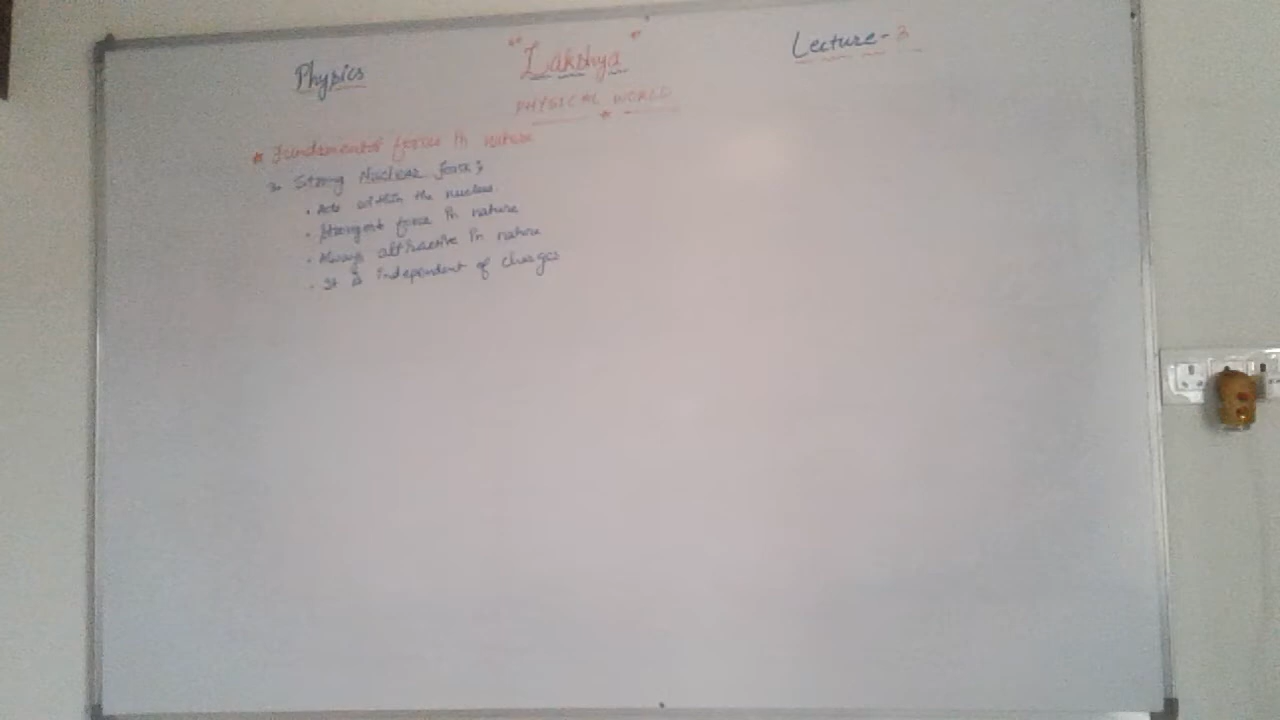 Physics "Lakshya" Lecture-3
PHYSICAL WORLD
* Fundamental forces in nature
3. Strong Nuclear force;
• Acts within the nucleus
• Strongest force in nature
• Always attractive in nature
• It is independent of charges